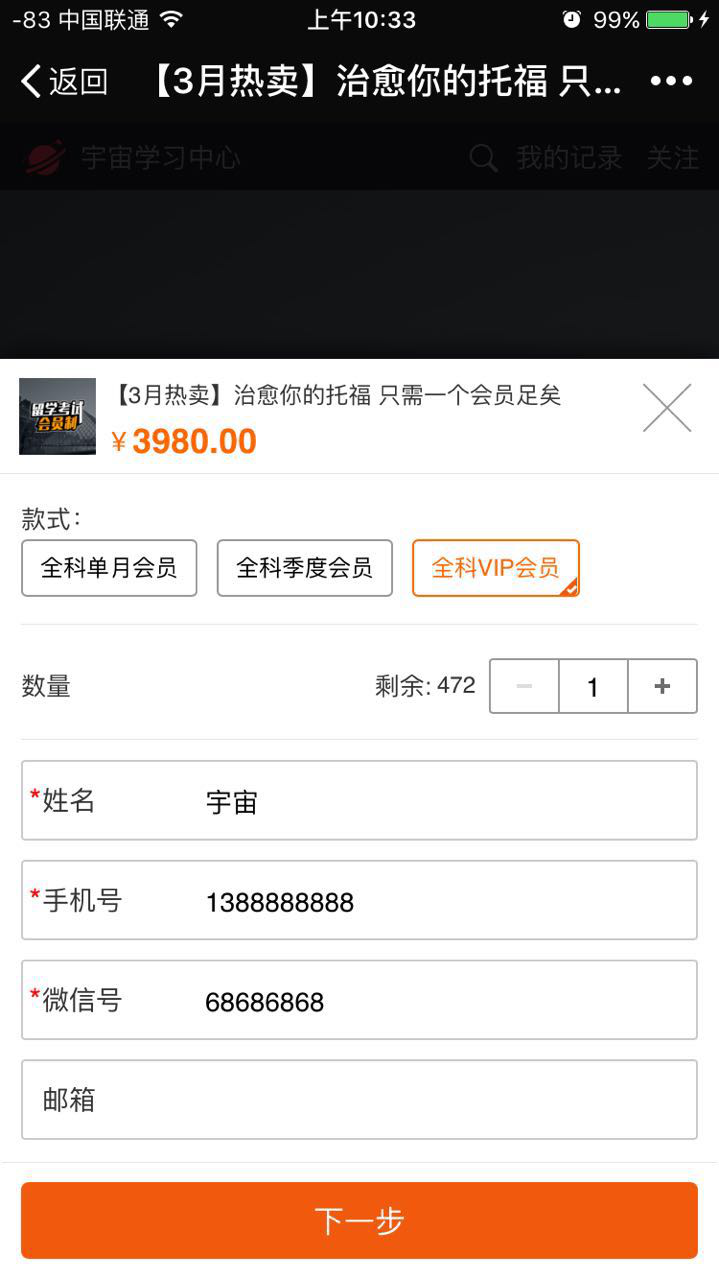 -83 中国联通 上午10:33 99%
返回 【3月热卖】治愈你的托福 只...
宇宙学习中心 我的记录 关注
留学考试
会员制
【3月热卖】治愈你的托福 只需一个会员足矣
¥ 3980.00
款式:
全科单月会员 全科季度会员 全科VIP会员
数量 剩余: 472 − 1 +
*姓名 宇宙
*手机号 1388888888
*微信号 68686868
邮箱
下一步